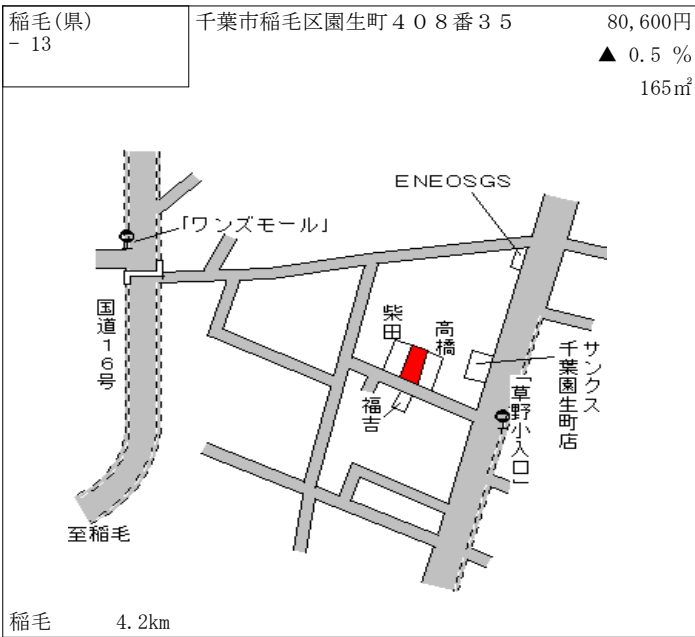 稲毛(県)
- 13
千葉市稲毛区園生町４０８番３５
80,600円
▲ 0.5 %
165㎡
ENEOSGS
「ワンズモール」
国道１６号
柴田
高橋
サンクス
千葉園生町店
福吉
「草野小入口」
至稲毛
稲毛 4.2km